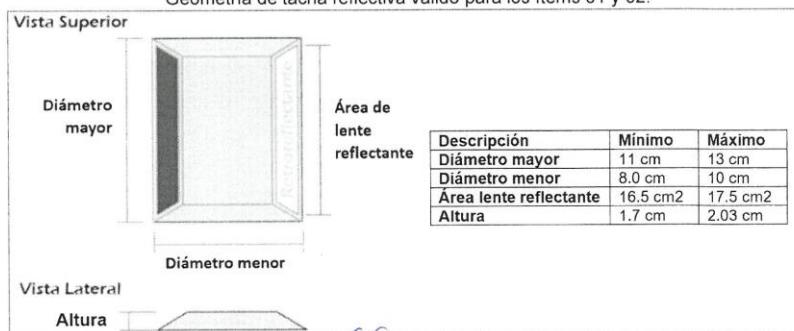 Geometría de tacha reflectiva válido para los ítems 01 y 02.
Vista Superior
Diámetro
mayor
Retroreflectante
Área de
lente
reflectante
Diámetro menor
Descripción Mínimo Máximo
Diámetro mayor 11 cm 13 cm
Diámetro menor 8.0 cm 10 cm
Área lente reflectante 16.5 cm2 17.5 cm2
Altura 1.7 cm 2.03 cm
Vista Lateral
Altura